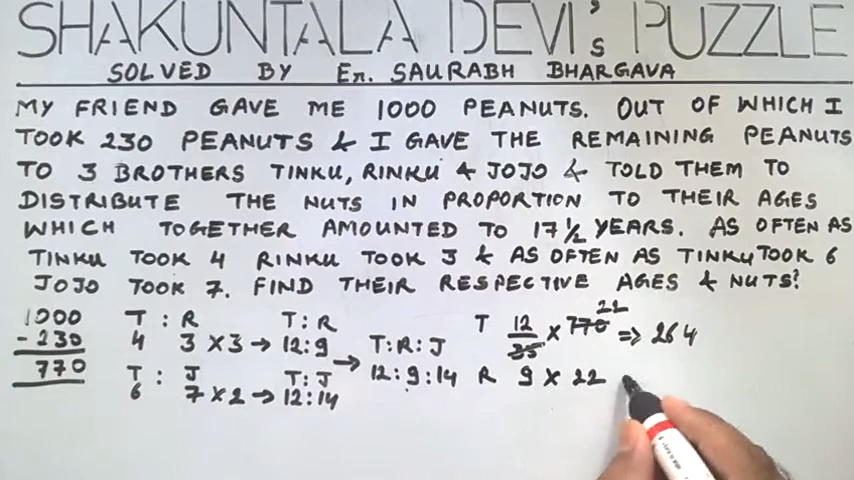 SHAKUNTALA DEVI's PUZZLE
SOLVED BY Er. SAURABH BHARGAVA
MY FRIEND GAVE ME 1000 PEANUTS. OUT OF WHICH I
TOOK 230 PEANUTS & I GAVE THE REMAINING PEANUTS
TO 3 BROTHERS TINKU, RINKU & JOJO & TOLD THEM TO
DISTRIBUTE THE NUTS IN PROPORTION TO THEIR AGES
WHICH TOGETHER AMOUNTED TO 17 1/2 YEARS. AS OFTEN AS
TINKU TOOK 4 RINKU TOOK 3 & AS OFTEN AS TINKU TOOK 6
JOJO TOOK 7. FIND THEIR RESPECTIVE AGES & NUTS?
1000
- 230
770
T : R
4 3 × 3 → 12:9
T : J
6 7 × 2 → 12:14
T : R
T : J
→ T:R:J
12:9:14
T 12/35 × 770 22 ⇒ 264
R 9 × 22